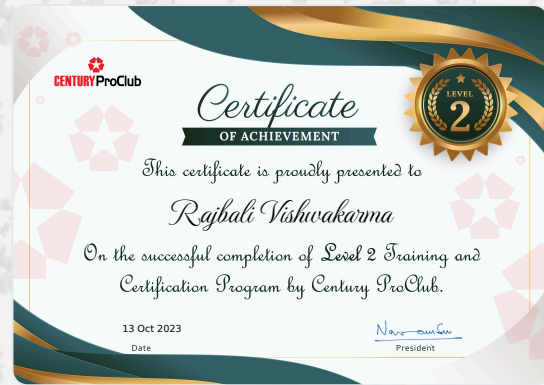 CENTURY ProClub
Certificate
OF ACHIEVEMENT
LEVEL
2
This certificate is proudly presented to
Rajbali Vishwakarma
On the successful completion of Level 2 Training and
Certification Program by Century ProClub.
13 Oct 2023
Date
President